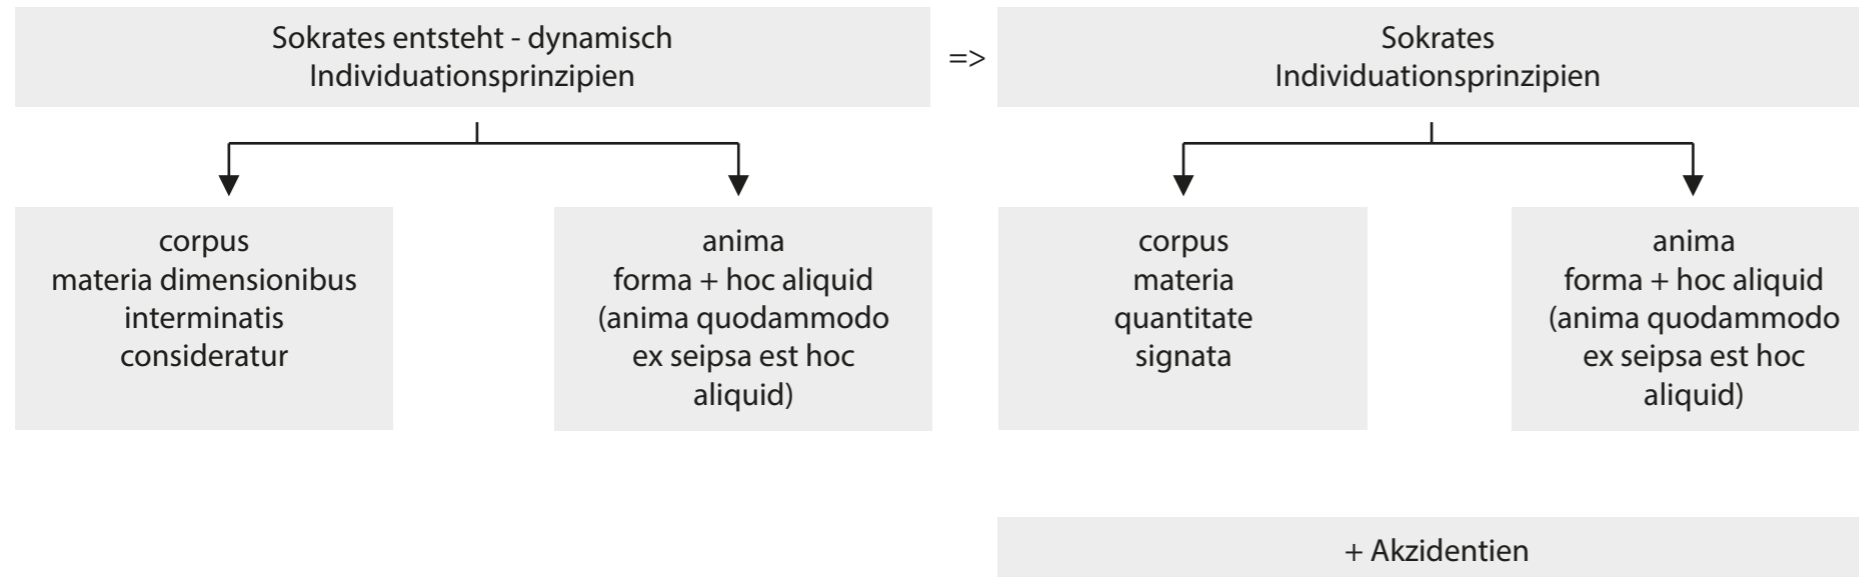 Sokrates entsteht - dynamisch
Individuationsprinzipien
=>
Sokrates
Individuationsprinzipien
corpus
materia dimensionibus
interminatis
consideratur
anima
forma + hoc aliquid
(anima quodammodo
ex seipsa est hoc
aliquid)
corpus
materia
quantitate
signata
anima
forma + hoc aliquid
(anima quodammodo
ex seipsa est hoc
aliquid)
+ Akzidentien